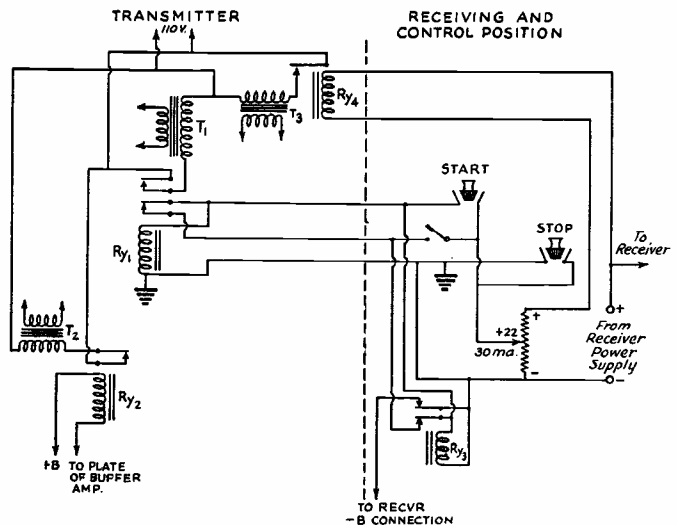 TRANSMITTER
110V.
RECEIVING AND
CONTROL POSITION
T1
T3
Ry4
START
STOP
Ry1
To
Receiver
T2
+22
30 ma.
+
-
+
From
Receiver
Power
Supply
-
Ry2
Ry3
+B
TO PLATE
OF BUFFER
AMP.
TO RECVR
-B CONNECTION